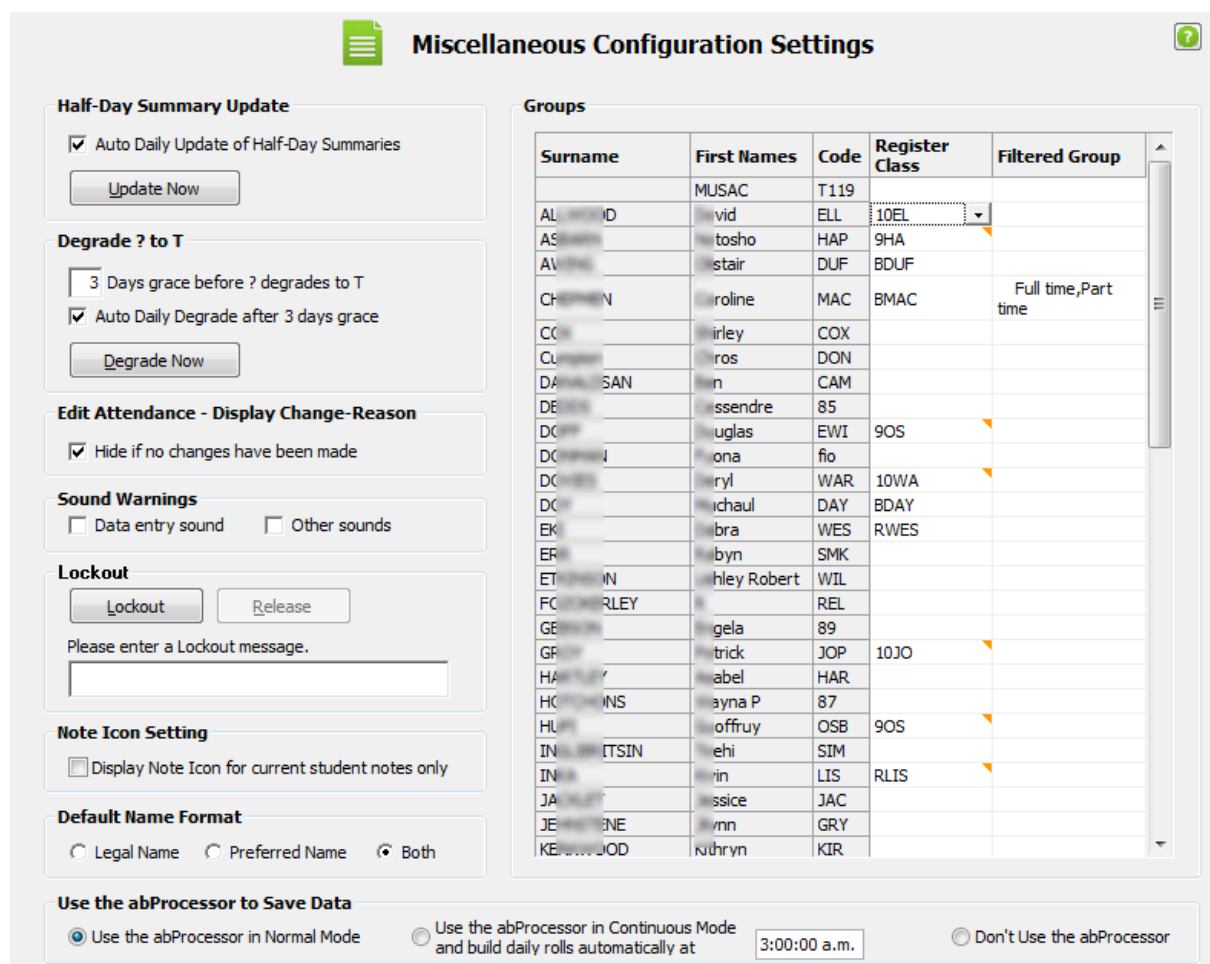 Miscellaneous Configuration Settings
?
Half-Day Summary Update
Auto Daily Update of Half-Day Summaries
Update Now
Degrade ? to T
3 Days grace before ? degrades to T
Auto Daily Degrade after 3 days grace
Degrade Now
Edit Attendance - Display Change-Reason
Hide if no changes have been made
Sound Warnings
Data entry sound Other sounds
Lockout
Lockout Release
Please enter a Lockout message.
Note Icon Setting
Display Note Icon for current student notes only
Default Name Format
Legal Name Preferred Name Both
Groups
Surname First Names Code Register Class Filtered Group
MUSAC T119
ELL 10EL
HAP 9HA
DUF BDUF
MAC BMAC Full time,Part time
COX
DON
CAM
85
EWI 9OS
fio
WAR 10WA
DAY BDAY
WES RWES
SMK
Robert WIL
REL
89
JOP 10JO
HAR
P 87
OSB 9OS
SIM
LIS RLIS
JAC
GRY
KIR
Use the abProcessor to Save Data
Use the abProcessor in Normal Mode
Use the abProcessor in Continuous Mode
and build daily rolls automatically at 3:00:00 a.m.
Don't Use the abProcessor